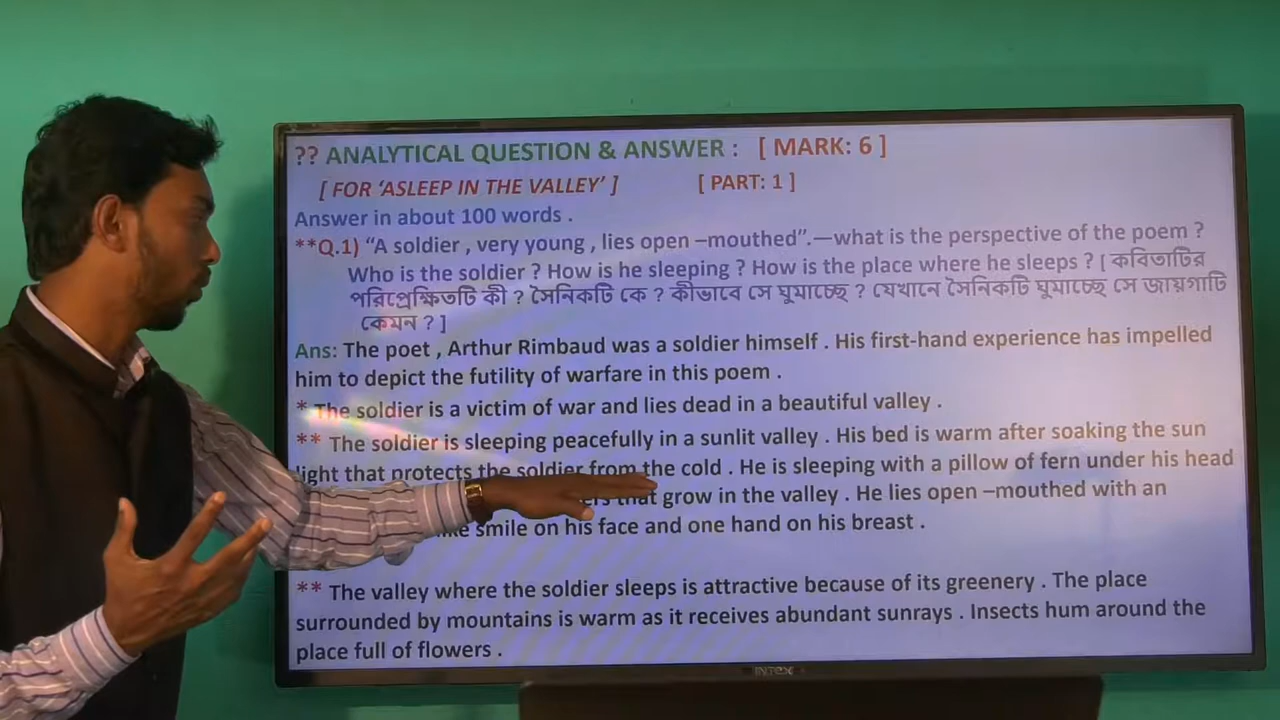 ?? ANALYTICAL QUESTION & ANSWER : [ MARK: 6 ]
[ FOR ‘ASLEEP IN THE VALLEY’ ] [ PART: 1 ]
Answer in about 100 words .
**Q.1) “A soldier , very young , lies open –mouthed”.—what is the perspective of the poem ?
Who is the soldier ? How is he sleeping ? How is the place where he sleeps ? [ কবিতাটির
পরিপ্রেক্ষিতটি কী ? সৈনিকটি কে ? কীভাবে সে ঘুমাচ্ছে ? যেখানে সৈনিকটি ঘুমাচ্ছে সে জায়গাটি
কেমন ? ]
Ans: The poet , Arthur Rimbaud was a soldier himself . His first-hand experience has impelled
him to depict the futility of warfare in this poem .
* The soldier is a victim of war and lies dead in a beautiful valley .
** The soldier is sleeping peacefully in a sunlit valley . His bed is warm after soaking the sun
light that protects the soldier from the cold . He is sleeping with a pillow of fern under his head
that grow in the valley . He lies open –mouthed with an
smile on his face and one hand on his breast .
** The valley where the soldier sleeps is attractive because of its greenery . The place
surrounded by mountains is warm as it receives abundant sunrays . Insects hum around the
place full of flowers .
INTEX